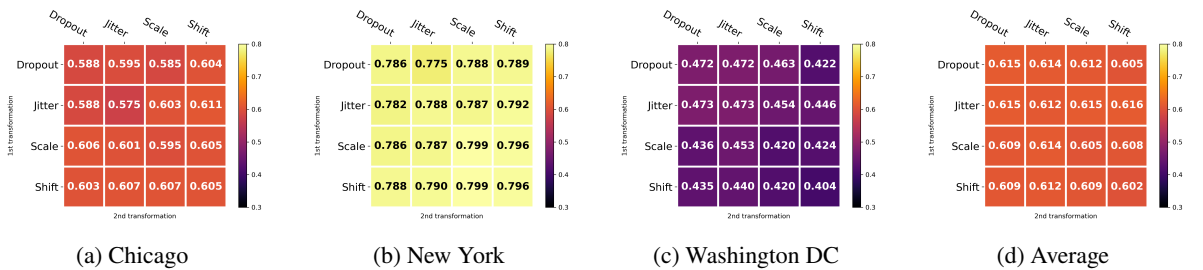 Dropout Jitter Scale Shift
0.8
Dropout 0.588 0.595 0.585 0.604
0.7
Jitter 0.588 0.575 0.603 0.611
0.6
1st transformation
0.5
Scale 0.606 0.601 0.595 0.605
0.4
Shift 0.603 0.607 0.607 0.605
0.3
2nd transformation
(a) Chicago
Dropout Jitter Scale Shift
0.8
Dropout 0.786 0.775 0.788 0.789
0.7
Jitter 0.782 0.788 0.787 0.792
0.6
1st transformation
0.5
Scale 0.786 0.787 0.799 0.796
0.4
Shift 0.788 0.790 0.799 0.796
0.3
2nd transformation
(b) New York
Dropout Jitter Scale Shift
0.8
Dropout 0.472 0.472 0.463 0.422
0.7
Jitter 0.473 0.473 0.454 0.446
0.6
1st transformation
0.5
Scale 0.436 0.453 0.420 0.424
0.4
Shift 0.435 0.440 0.420 0.404
0.3
2nd transformation
(c) Washington DC
Dropout Jitter Scale Shift
0.8
Dropout 0.615 0.614 0.612 0.605
0.7
Jitter 0.615 0.612 0.615 0.616
0.6
1st transformation
0.5
Scale 0.609 0.614 0.605 0.608
0.4
Shift 0.609 0.612 0.609 0.602
0.3
2nd transformation
(d) Average